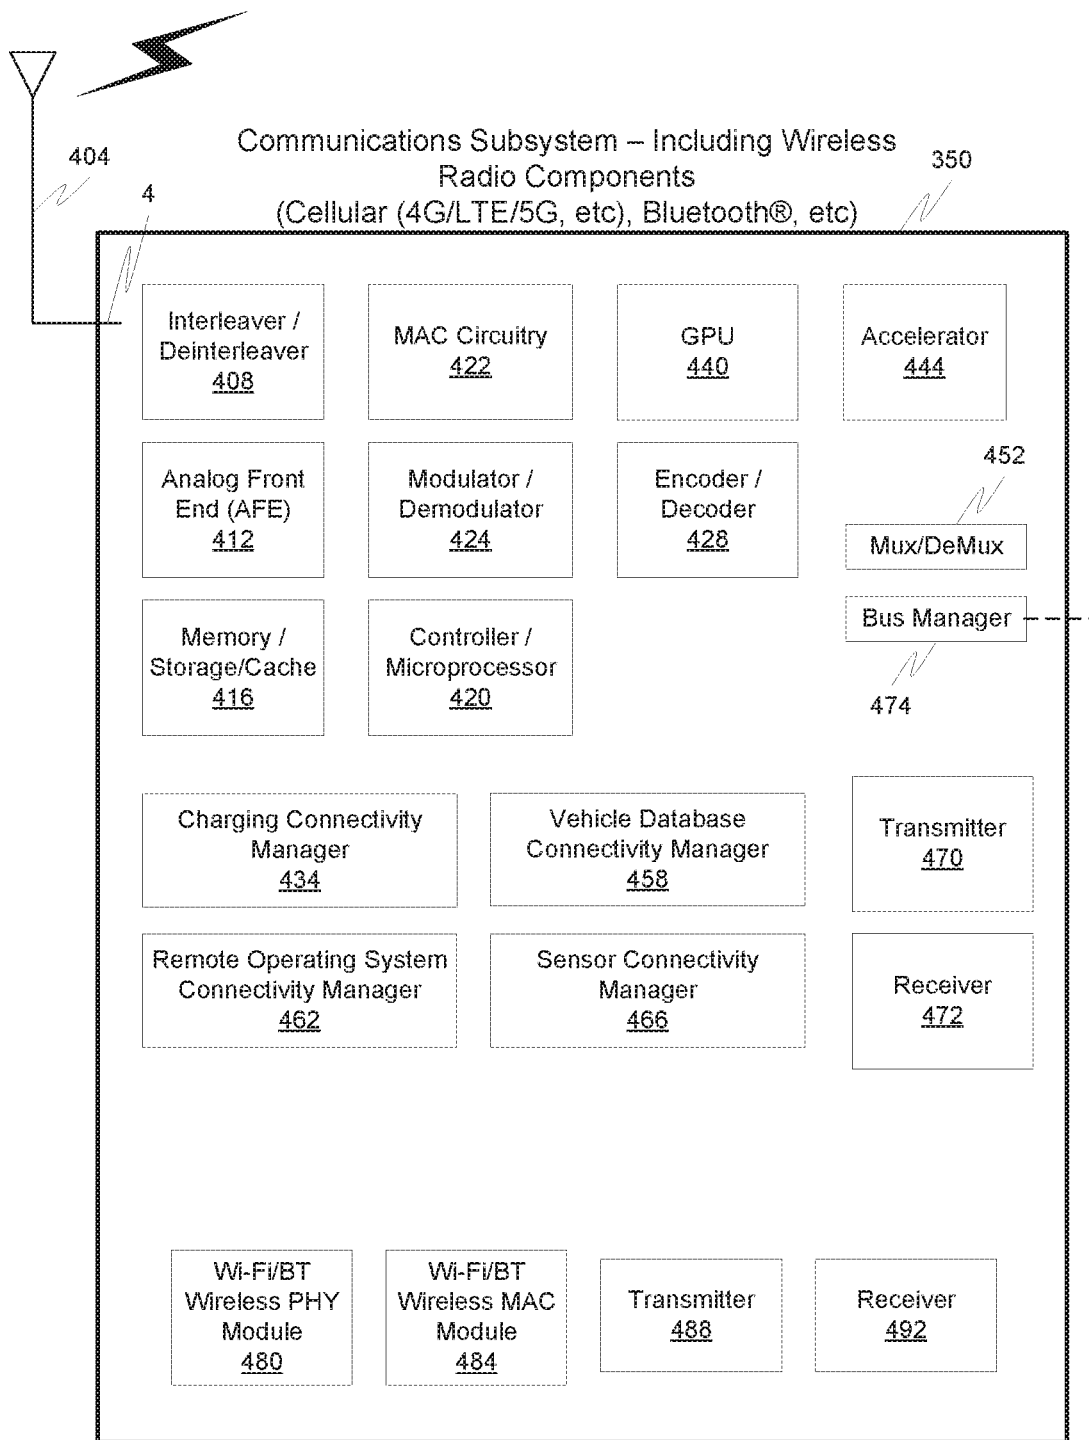 Communications Subsystem – Including Wireless
Radio Components
(Cellular (4G/LTE/5G, etc), Bluetooth®, etc)
404
4
350
Interleaver /
Deinterleaver
408
MAC Circuitry
422
GPU
440
Accelerator
444
Analog Front
End (AFE)
412
Modulator /
Demodulator
424
Encoder /
Decoder
428
452
Mux/DeMux
Bus Manager
474
Memory /
Storage/Cache
416
Controller /
Microprocessor
420
Charging Connectivity
Manager
434
Vehicle Database
Connectivity Manager
458
Transmitter
470
Remote Operating System
Connectivity Manager
462
Sensor Connectivity
Manager
466
Receiver
472
Wi-Fi/BT
Wireless PHY
Module
480
Wi-Fi/BT
Wireless MAC
Module
484
Transmitter
488
Receiver
492